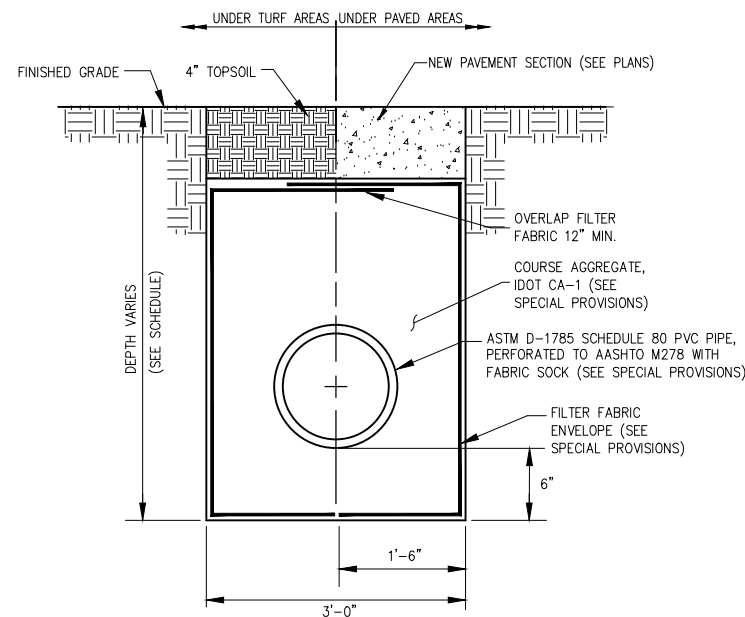 UNDER TURF AREAS UNDER PAVED AREAS
FINISHED GRADE
4" TOPSOIL
NEW PAVEMENT SECTION (SEE PLANS)
OVERLAP FILTER
FABRIC 12" MIN.
COURSE AGGREGATE,
IDOT CA-1 (SEE
SPECIAL PROVISIONS)
DEPTH VARIES
(SEE SCHEDULE)
ASTM D-1785 SCHEDULE 80 PVC PIPE,
PERFORATED TO AASHTO M278 WITH
FABRIC SOCK (SEE SPECIAL PROVISIONS)
FILTER FABRIC
ENVELOPE (SEE
SPECIAL PROVISIONS)
6"
1'-6"
3'-0"